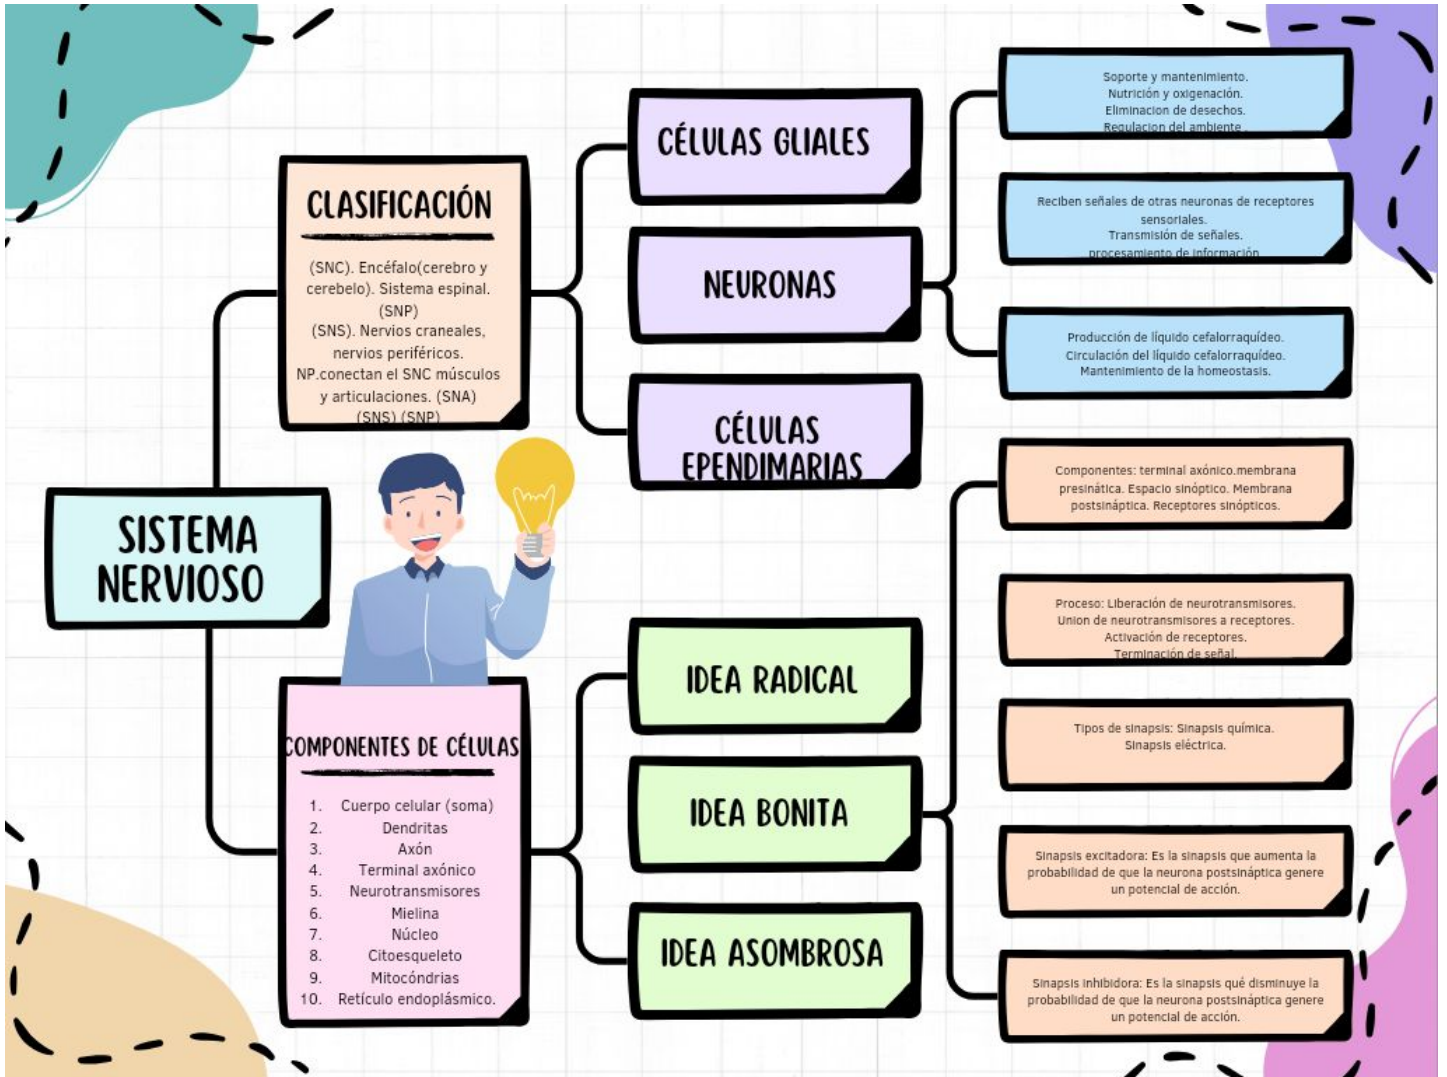 SISTEMA
NERVIOSO
CLASIFICACIÓN
(SNC). Encéfalo(cerebro y
cerebelo). Sistema espinal.
(SNP)
(SNS). Nervios craneales,
nervios periféricos.
NP.conectan el SNC músculos
y articulaciones. (SNA)
(SNS) (SNP)
CÉLULAS GLIALES
NEURONAS
CÉLULAS
EPENDIMARIAS
Soporte y mantenimiento.
Nutrición y oxigenación.
Eliminacion de desechos.
Regulacion del ambiente .
Reciben señales de otras neuronas de receptores
sensoriales.
Transmisión de señales.
procesamiento de información
Producción de líquido cefalorraquídeo.
Circulación del líquido cefalorraquídeo.
Mantenimiento de la homeostasis.
COMPONENTES DE CÉLULAS
1. Cuerpo celular (soma)
2. Dendritas
3. Axón
4. Terminal axónico
5. Neurotransmisores
6. Mielina
7. Núcleo
8. Citoesqueleto
9. Mitocóndrias
10. Retículo endoplásmico.
IDEA RADICAL
IDEA BONITA
IDEA ASOMBROSA
Componentes: terminal axónico.membrana
presinática. Espacio sinóptico. Membrana
postsináptica. Receptores sinópticos.
Proceso: Liberación de neurotransmisores.
Union de neurotransmisores a receptores.
Activación de receptores.
Terminación de señal.
Tipos de sinapsis: Sinapsis química.
Sinapsis eléctrica.
Sinapsis excitadora: Es la sinapsis que aumenta la
probabilidad de que la neurona postsináptica genere
un potencial de acción.
Sinapsis inhibidora: Es la sinapsis qué disminuye la
probabilidad de que la neurona postsináptica genere
un potencial de acción.